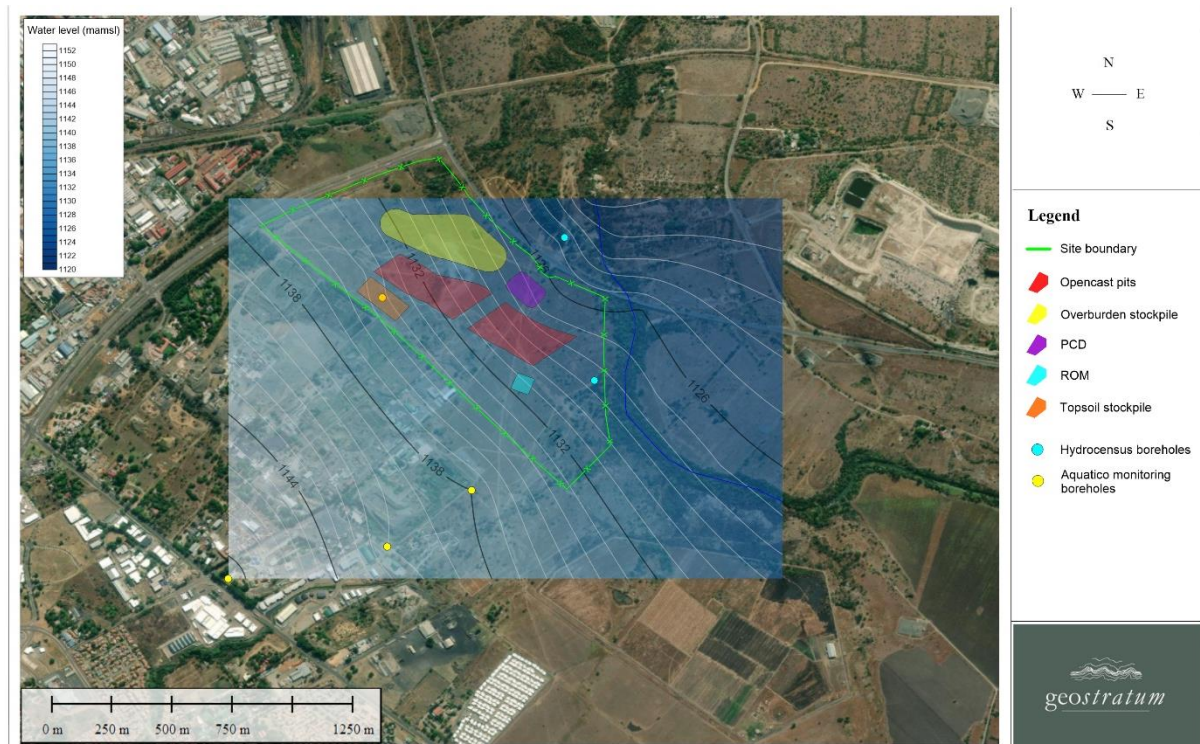 Water level (mamsl)
1152
1150
1148
1146
1144
1142
1140
1138
1136
1134
1132
1130
1128
1126
1124
1122
1120
1132
1138
1126
1132
1138
1144
0 m 250 m 500 m 750 m 1250 m
N
W E
S
Legend
Site boundary
Opencast pits
Overburden stockpile
PCD
ROM
Topsoil stockpile
Hydrocensus boreholes
Aquatico monitoring
boreholes
geostratum